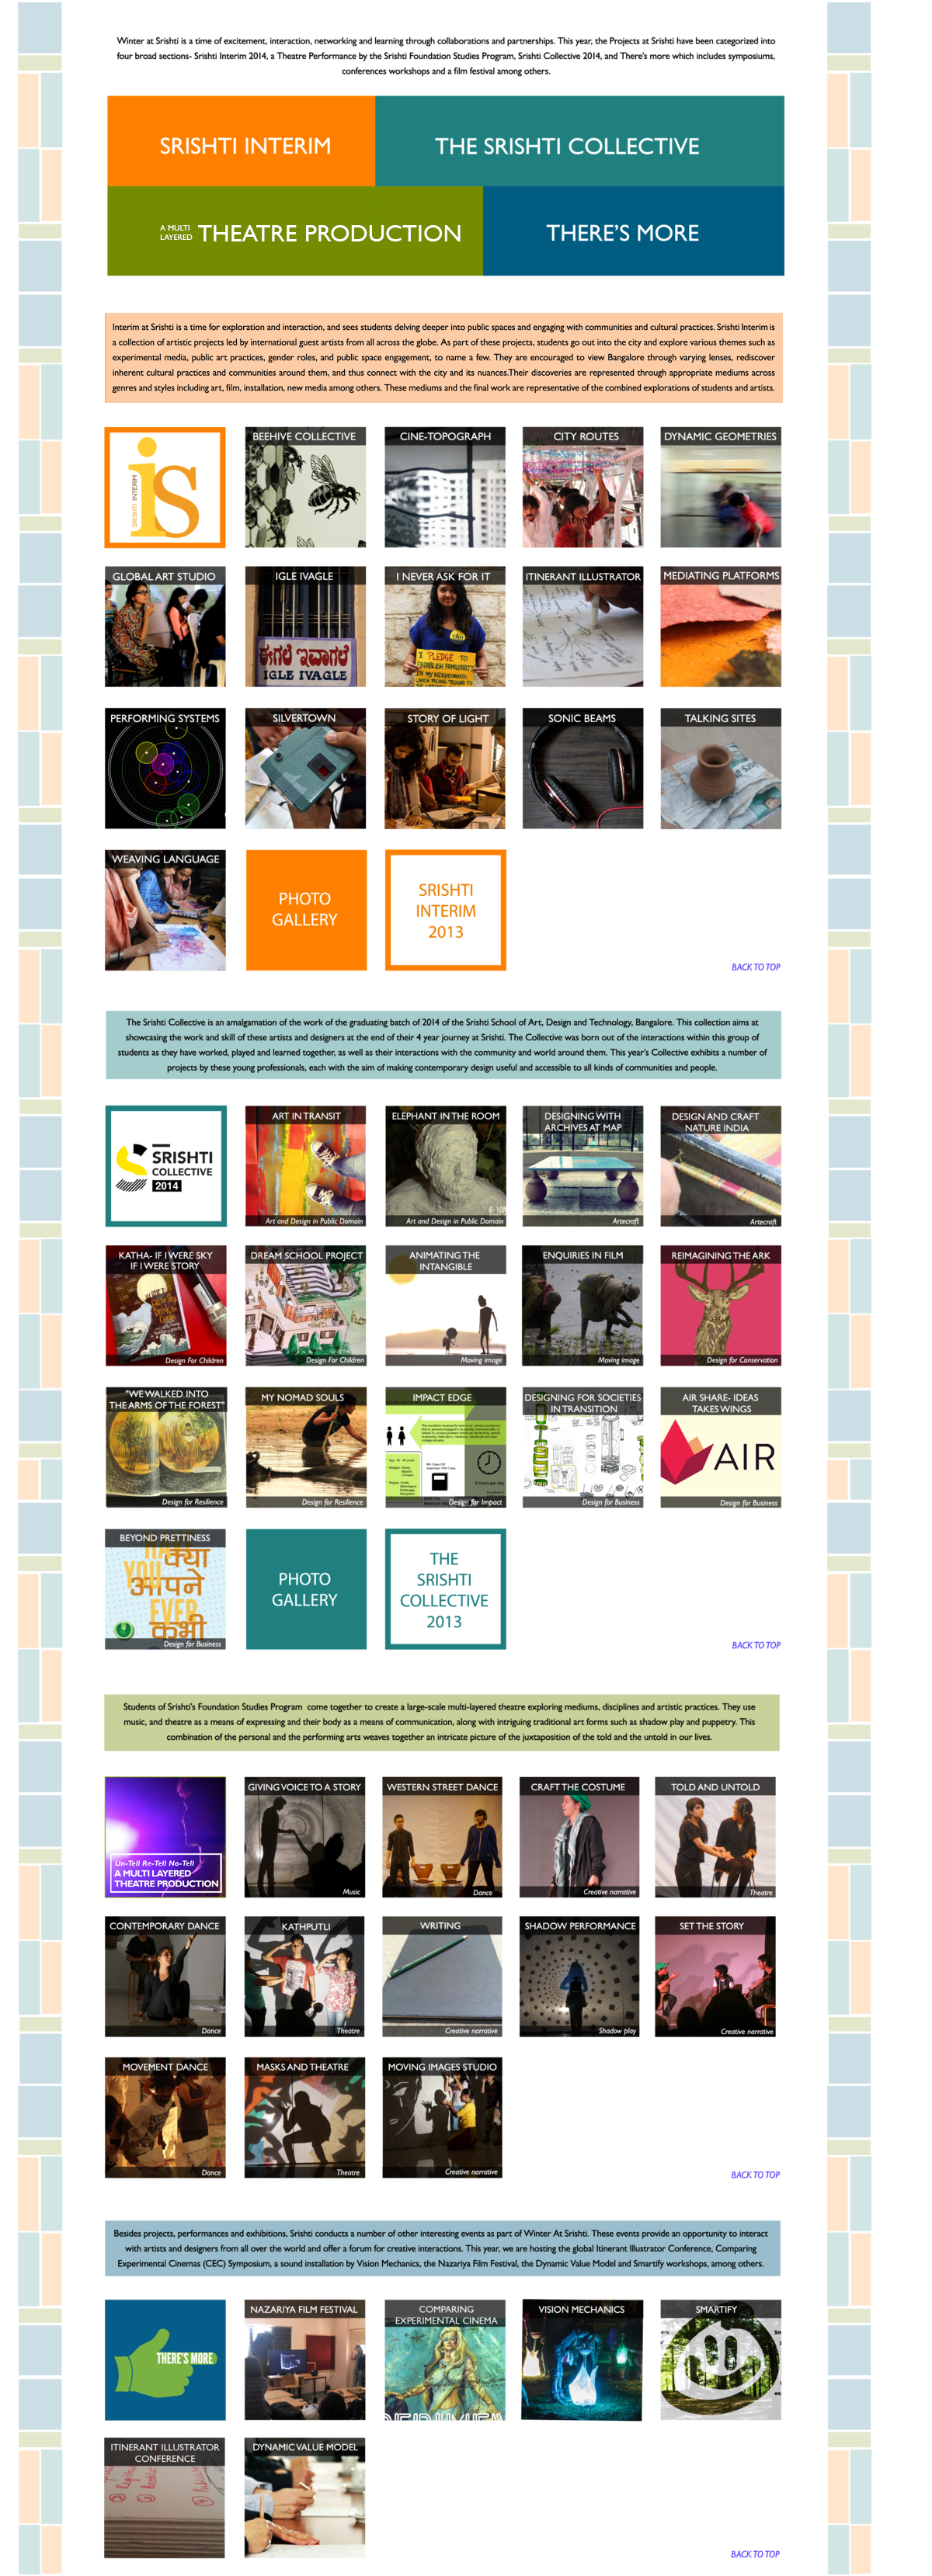 Winter at Srishti is a time of excitement, interaction, networking and learning through collaborations and partnerships. This year, the Projects at Srishti have been categorized into
four broad sections- Srishti Interim 2014, a Theatre Performance by the Srishti Foundation Studies Program, Srishti Collective 2014, and There's more which includes symposiums,
conferences workshops and a film festival among others.
SRISHTI INTERIM
THE SRISHTI COLLECTIVE
A MULTI
LAYERED THEATRE PRODUCTION
THERE'S MORE
Interim at Srishti is a time for exploration and interaction, and sees students delving deeper into public spaces and engaging with communities and cultural practices. Srishti Interim is
a collection of artistic projects led by international guest artists from all across the globe. As part of these projects, students go out into the city and explore various themes such as
experimental media, public art practices, gender roles, and public space engagement, to name a few. They are encouraged to view Bangalore through varying lenses, rediscover
inherent cultural practices and communities around them, and thus connect with the city and its nuances.Their discoveries are represented through appropriate mediums across
genres and styles including art, film, installation, new media among others. These mediums and the final work are representative of the combined explorations of students and artists.
SRISHTI INTERIM
is
BEEHIVE COLLECTIVE
CINE-TOPOGRAPH
CITY ROUTES
DYNAMIC GEOMETRIES
GLOBAL ART STUDIO
IGLE IVAGLE
ಈಗಲೆ ಇವಾಗಲೆ
IGLE IVAGLE
I NEVER ASK FOR IT
I PLEDGE TO
ESTABLISH FAMILIARITY
IN MY NEIGHBORHOOD,
WHICH MEANS TALKING TO
ITINERANT ILLUSTRATOR
MEDIATING PLATFORMS
PERFORMING SYSTEMS
SILVERTOWN
STORY OF LIGHT
SONIC BEAMS
TALKING SITES
WEAVING LANGUAGE
PHOTO
GALLERY
SRISHTI
INTERIM
2013
BACK TO TOP
The Srishti Collective is an amalgamation of the work of the graduating batch of 2014 of the Srishti School of Art, Design and Technology, Bangalore. This collection aims at
showcasing the work and skill of these artists and designers at the end of their 4 year journey at Srishti. The Collective was born out of the interactions within this group of
students as they have worked, played and learned together, as well as their interactions with the community and world around them. This year's Collective exhibits a number of
projects by these young professionals, each with the aim of making contemporary design useful and accessible to all kinds of communities and people.
SRISHTI
COLLECTIVE
2014
ART IN TRANSIT
Art and Design in Public Domain
ELEPHANT IN THE ROOM
Art and Design in Public Domain
DESIGNING WITH
ARCHIVES AT MAP
Artecraft
DESIGN AND CRAFT
NATURE INDIA
Artecraft
KATHA- IF I WERE SKY
IF I WERE STORY
Design For Children
DREAM SCHOOL PROJECT
Design For Children
ANIMATING THE
INTANGIBLE
Moving image
ENQUIRIES IN FILM
Moving image
REIMAGINING THE ARK
Design for Conservation
"WE WALKED INTO
THE ARMS OF THE FOREST"
Design for Resilience
MY NOMAD SOULS
Design for Resilience
IMPACT EDGE
Design for Impact
DESIGNING FOR SOCIETIES
IN TRANSITION
Design for Business
AIR SHARE- IDEAS
TAKES WINGS
AIR
Design for Business
BEYOND PRETTINESS
HAVE
क्या
YOU
आपने
EVER
कभी
Design for Business
PHOTO
GALLERY
THE
SRISHTI
COLLECTIVE
2013
BACK TO TOP
Students of Srishti's Foundation Studies Program come together to create a large-scale multi-layered theatre exploring mediums, disciplines and artistic practices. They use
music, and theatre as a means of expressing and their body as a means of communication, along with intriguing traditional art forms such as shadow play and puppetry. This
combination of the personal and the performing arts weaves together an intricate picture of the juxtaposition of the told and the untold in our lives.
Un-Tell Re-Tell No-Tell
A MULTI LAYERED
THEATRE PRODUCTION
GIVING VOICE TO A STORY
Music
WESTERN STREET DANCE
Dance
CRAFT THE COSTUME
Creative narrative
TOLD AND UNTOLD
Theatre
CONTEMPORARY DANCE
Dance
KATHPUTLI
Theatre
WRITING
Creative narrative
SHADOW PERFORMANCE
Shadow play
SET THE STORY
Creative narrative
MOVEMENT DANCE
Dance
MASKS AND THEATRE
Theatre
MOVING IMAGES STUDIO
Creative narrative
BACK TO TOP
Besides projects, performances and exhibitions, Srishti conducts a number of other interesting events as part of Winter At Srishti. These events provide an opportunity to interact
with artists and designers from all over the world and offer a forum for creative interactions. This year, we are hosting the global Itinerant Illustrator Conference, Comparing
Experimental Cinemas (CEC) Symposium, a sound installation by Vision Mechanics, the Nazariya Film Festival, the Dynamic Value Model and Smartify workshops, among others.
THERE'S MORE
NAZARIYA FILM FESTIVAL
COMPARING
EXPERIMENTAL CINEMA
VISION MECHANICS
SMARTIFY
ITINERANT ILLUSTRATOR
CONFERENCE
DYNAMIC VALUE MODEL
BACK TO TOP